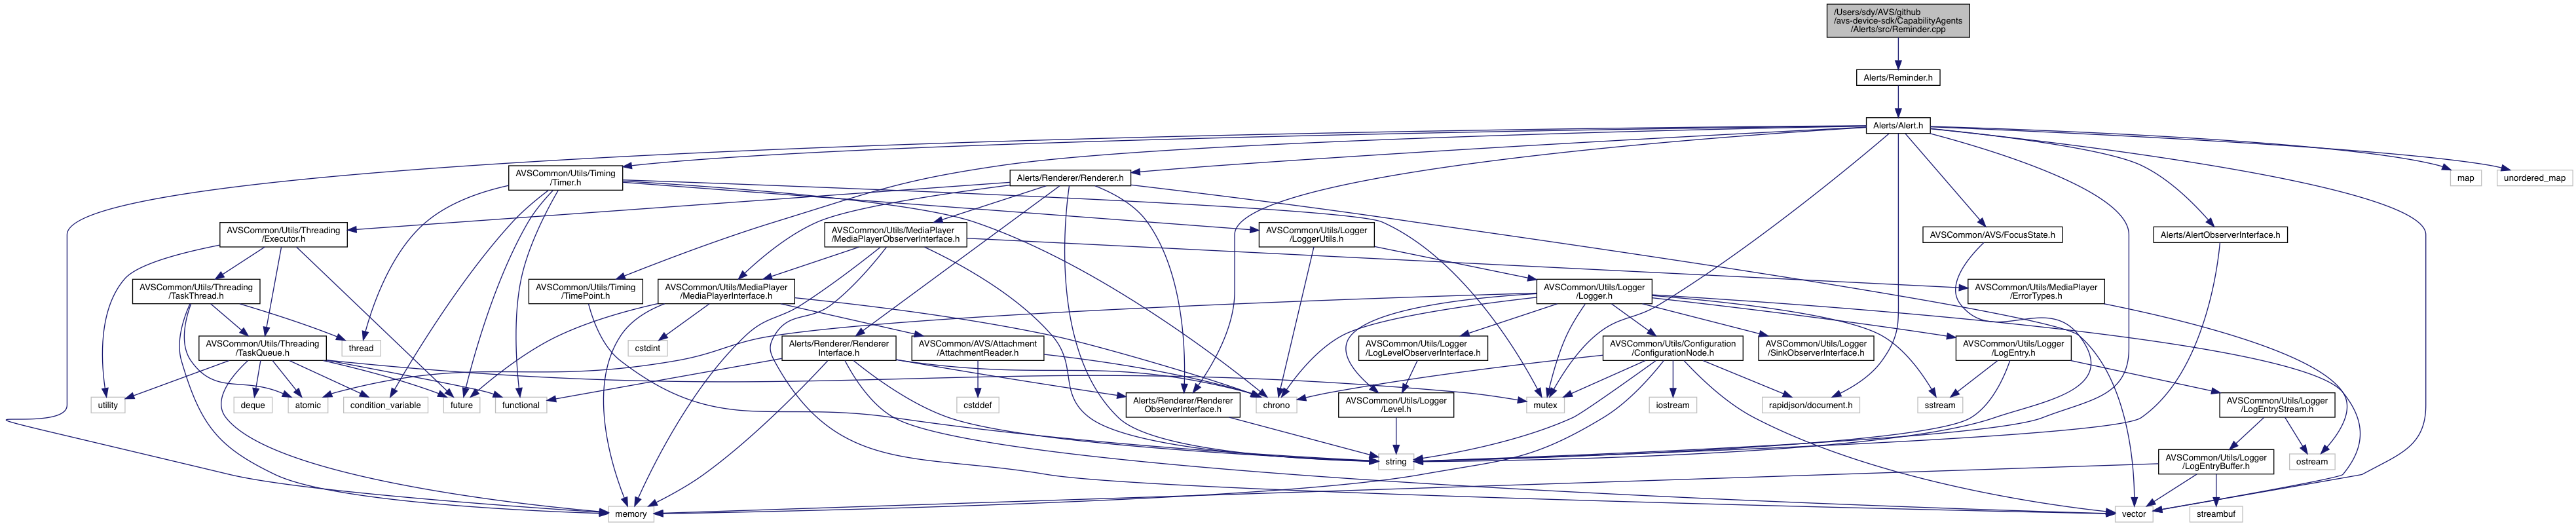 /Users/sdy/AVS/github
/avs-device-sdk/CapabilityAgents
/Alerts/src/Reminder.cpp
Alerts/Reminder.h
Alerts/Alert.h
AVSCommon/Utils/Timing
/Timer.h
Alerts/Renderer/Renderer.h
map
unordered_map
AVSCommon/Utils/Threading
/Executor.h
AVSCommon/Utils/MediaPlayer
/MediaPlayerObserverInterface.h
AVSCommon/Utils/Logger
/LoggerUtils.h
AVSCommon/AVS/FocusState.h
Alerts/AlertObserverInterface.h
AVSCommon/Utils/Threading
/TaskThread.h
AVSCommon/Utils/Timing
/TimePoint.h
AVSCommon/Utils/MediaPlayer
/MediaPlayerInterface.h
AVSCommon/Utils/Logger
/Logger.h
AVSCommon/Utils/MediaPlayer
/ErrorTypes.h
AVSCommon/Utils/Threading
/TaskQueue.h
thread
cstdint
Alerts/Renderer/Renderer
Interface.h
AVSCommon/AVS/Attachment
/AttachmentReader.h
AVSCommon/Utils/Logger
/LogLevelObserverInterface.h
AVSCommon/Utils/Configuration
/ConfigurationNode.h
AVSCommon/Utils/Logger
/SinkObserverInterface.h
AVSCommon/Utils/Logger
/LogEntry.h
utility
deque
atomic
condition_variable
future
functional
cstddef
Alerts/Renderer/Renderer
ObserverInterface.h
chrono
AVSCommon/Utils/Logger
/Level.h
mutex
iostream
rapidjson/document.h
sstream
AVSCommon/Utils/Logger
/LogEntryStream.h
string
AVSCommon/Utils/Logger
/LogEntryBuffer.h
ostream
memory
vector
streambuf